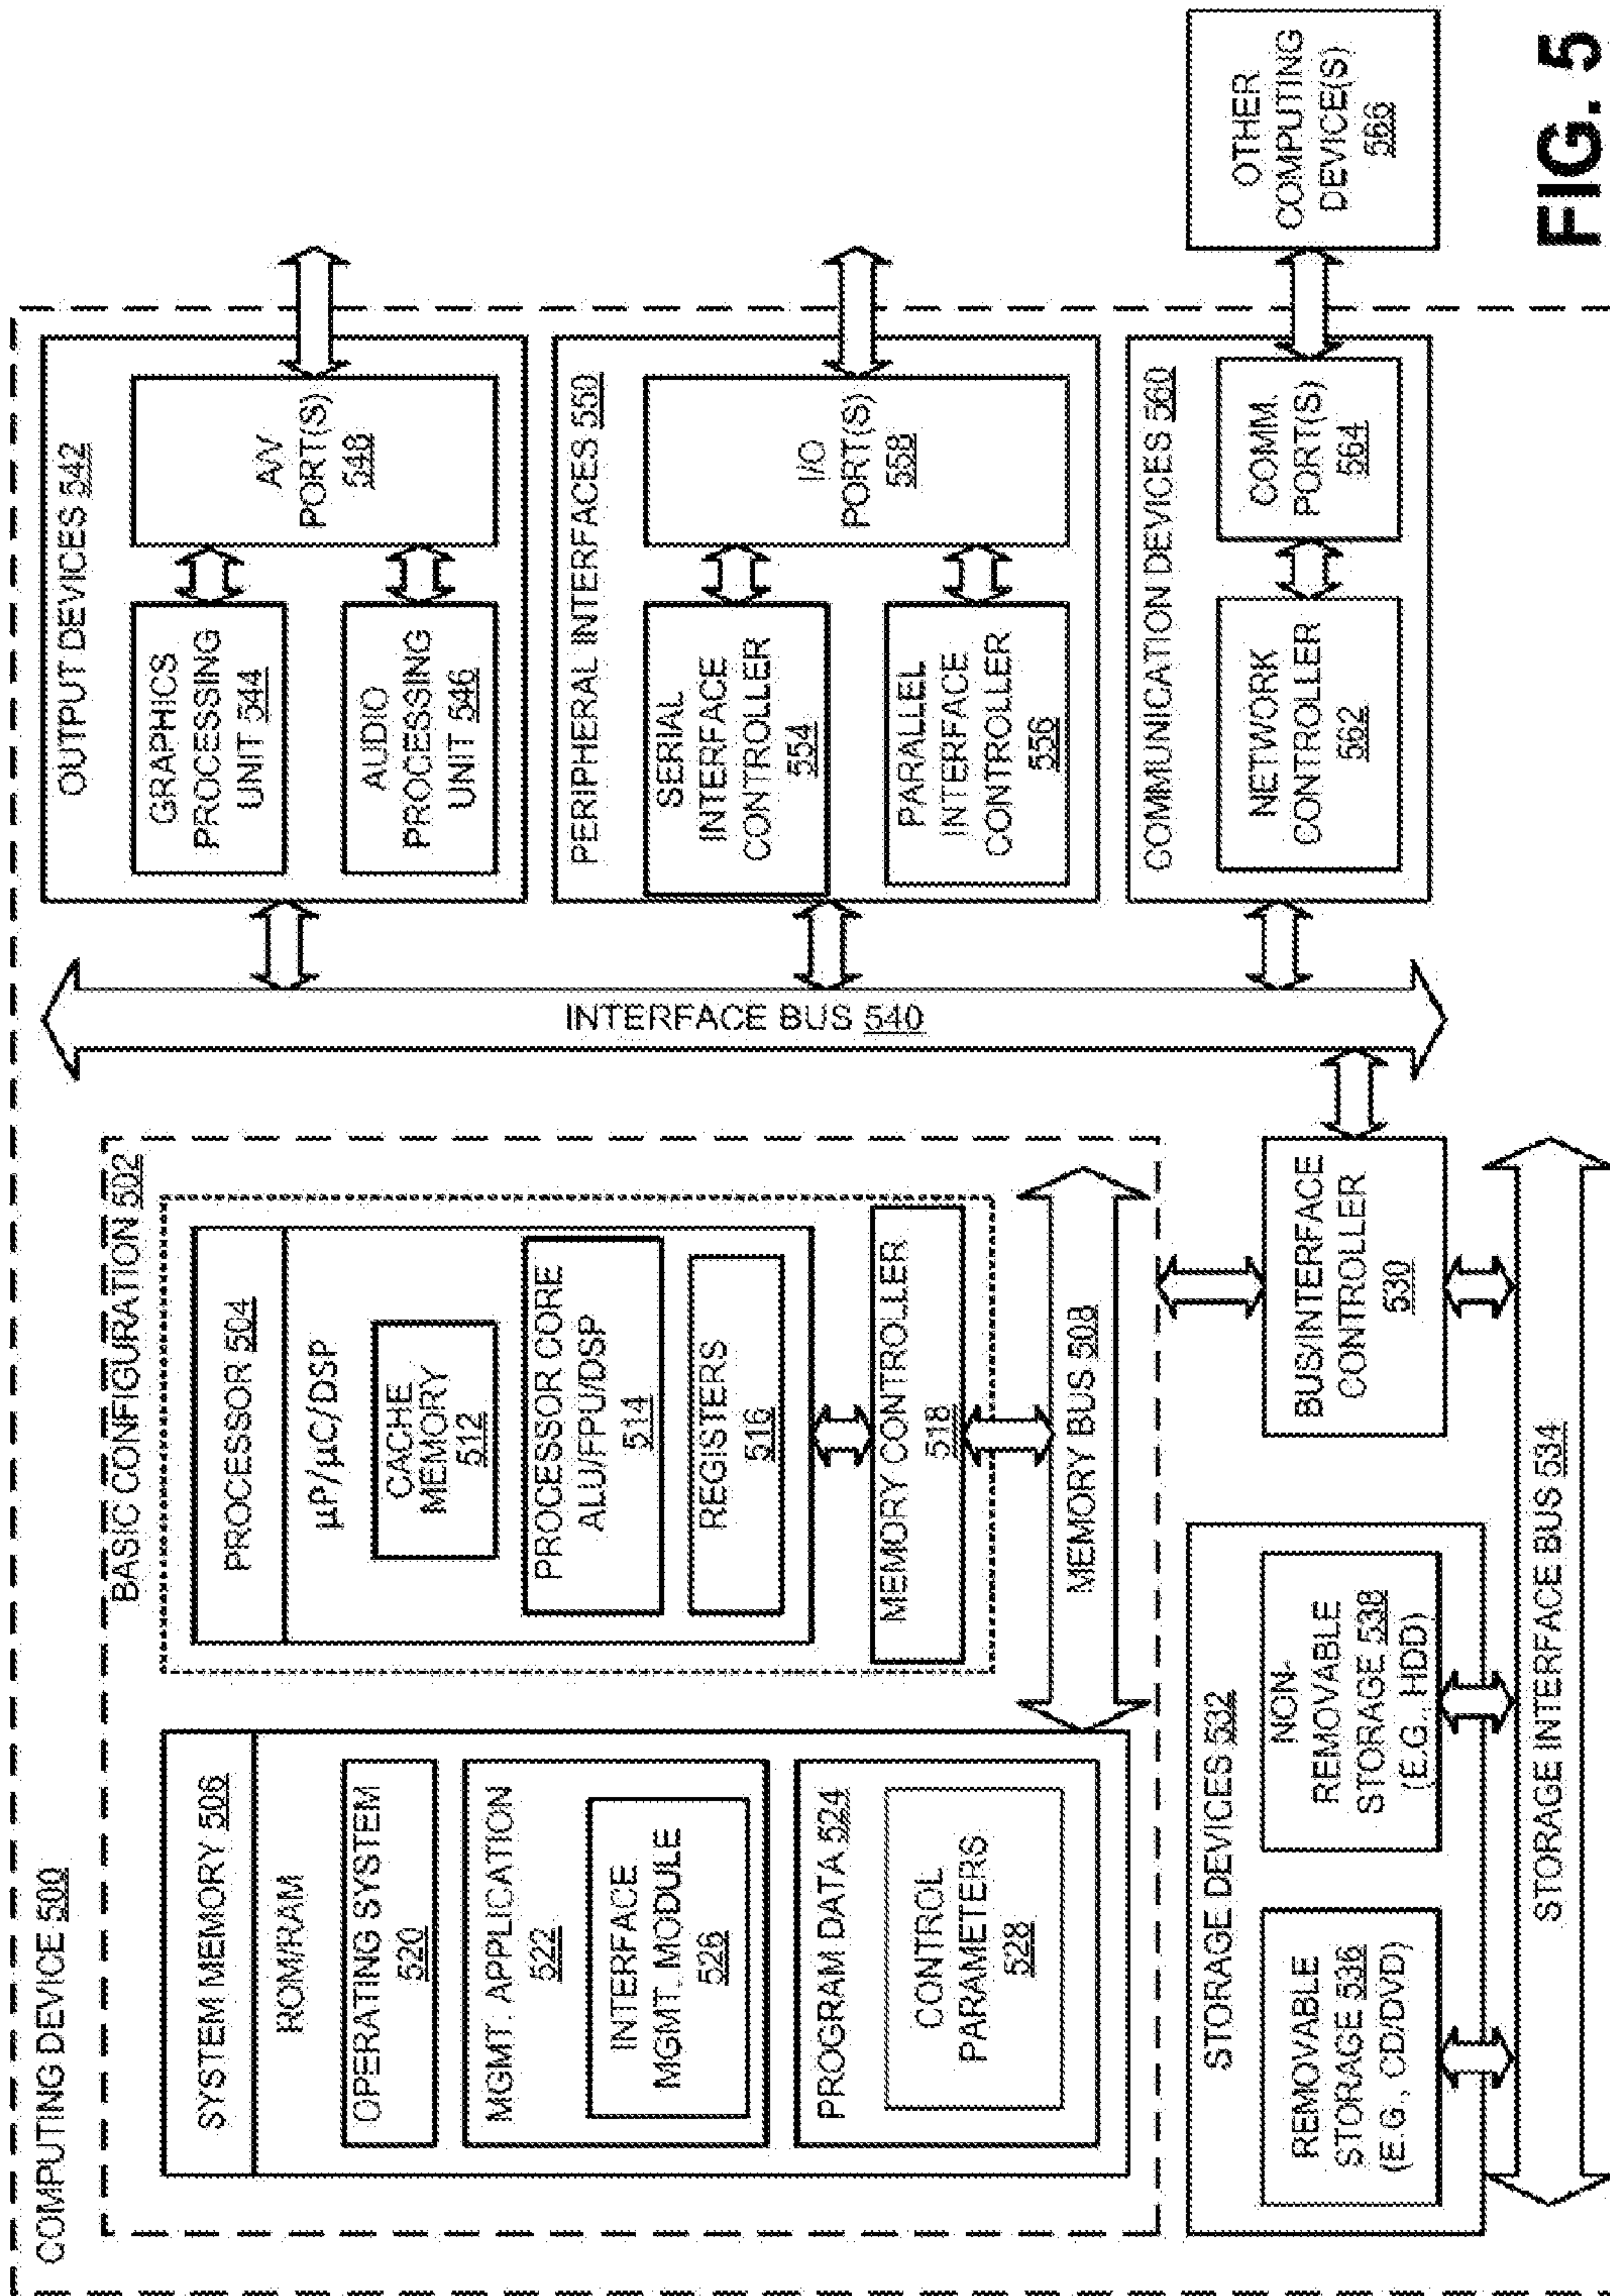 COMPUTING DEVICE 500
BASIC CONFIGURATION 502
SYSTEM MEMORY 506
ROM/RAM
OPERATING SYSTEM
520
MGMT. APPLICATION
522
INTERFACE
MGMT. MODULE
526
PROGRAM DATA 524
CONTROL
PARAMETERS
528
PROCESSOR 504
µP/µC/DSP
CACHE
MEMORY
512
PROCESSOR CORE
ALU/FPU/DSP
514
REGISTERS
516
MEMORY CONTROLLER
518
MEMORY BUS 508
STORAGE DEVICES 532
REMOVABLE
STORAGE 536
(E.G., CD/DVD)
NON-
REMOVABLE
STORAGE 538
(E.G., HDD)
BUS/INTERFACE
CONTROLLER
530
STORAGE INTERFACE BUS 534
INTERFACE BUS 540
OUTPUT DEVICES 542
GRAPHICS
PROCESSING
UNIT 544
AUDIO
PROCESSING
UNIT 546
A/V
PORT(S)
548
PERIPHERAL INTERFACES 550
SERIAL
INTERFACE
CONTROLLER
554
PARALLEL
INTERFACE
CONTROLLER
556
I/O
PORT(S)
558
COMMUNICATION DEVICES 560
NETWORK
CONTROLLER
562
COMM.
PORT(S)
564
OTHER
COMPUTING
DEVICE(S)
566
FIG. 5